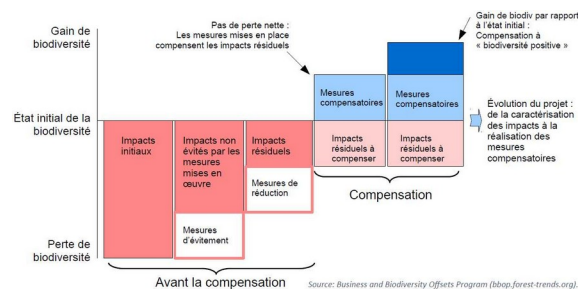 Gain de
biodiversité
Pas de perte nette :
Les mesures mises en place
compensent les impacts résiduels
Gain de biodiv par rapport
à l'état initial :
Compensation à
« biodiversité positive »
État initial de la
biodiversité
Mesures
compensatoires
Mesures
compensatoires
Évolution du projet :
de la caractérisation
des impacts à la
réalisation des
mesures
compensatoires
Impacts
initiaux
Impacts non
évités par les
mesures
mises en
œuvre
Impacts
résiduels
Impacts
résiduels à
compenser
Impacts
résiduels à
compenser
Mesures de
réduction
Mesures
d'évitement
Compensation
Perte de
biodiversité
Avant la compensation
Source: Business and Biodiversity Offsets Program (bbop.forest-trends.org).